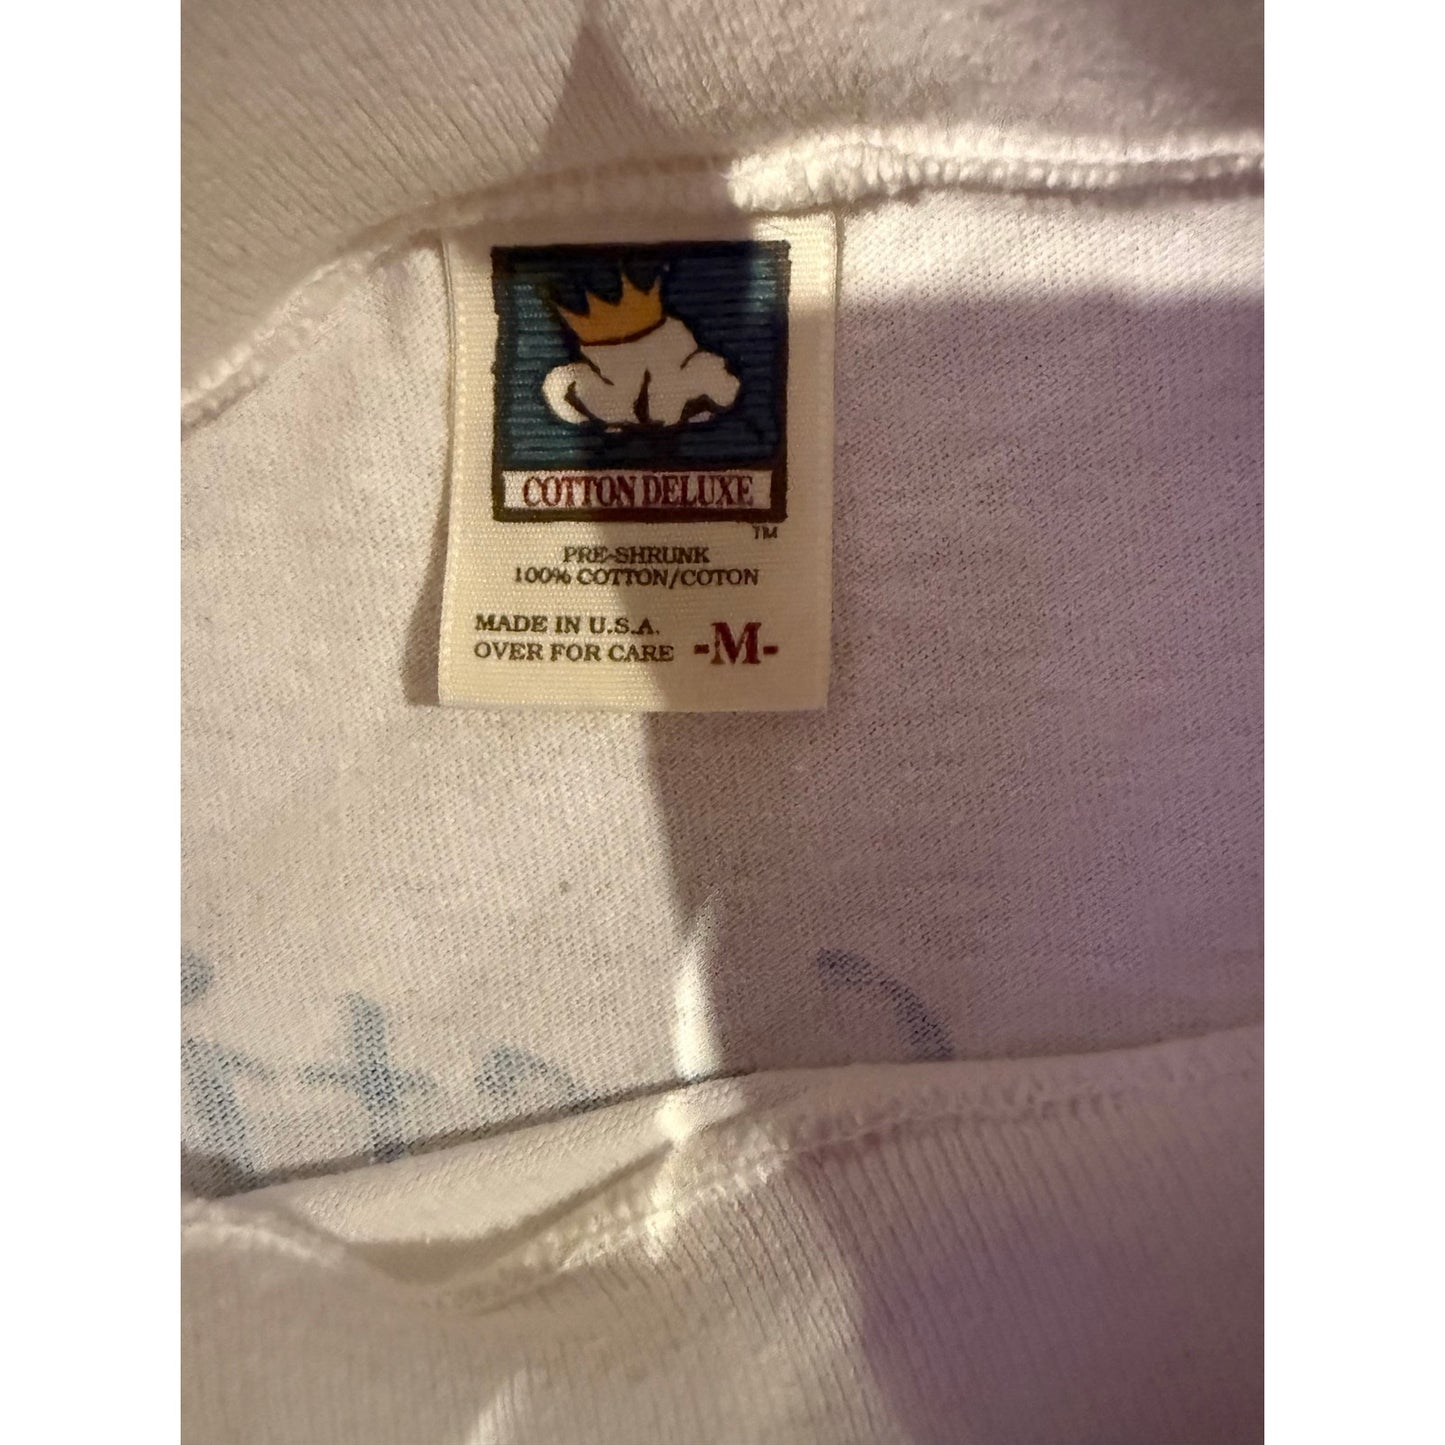 COTTON DELUXE
TM
PRE-SHRUNK
100% COTTON/COTON
MADE IN U.S.A.
OVER FOR CARE -M-